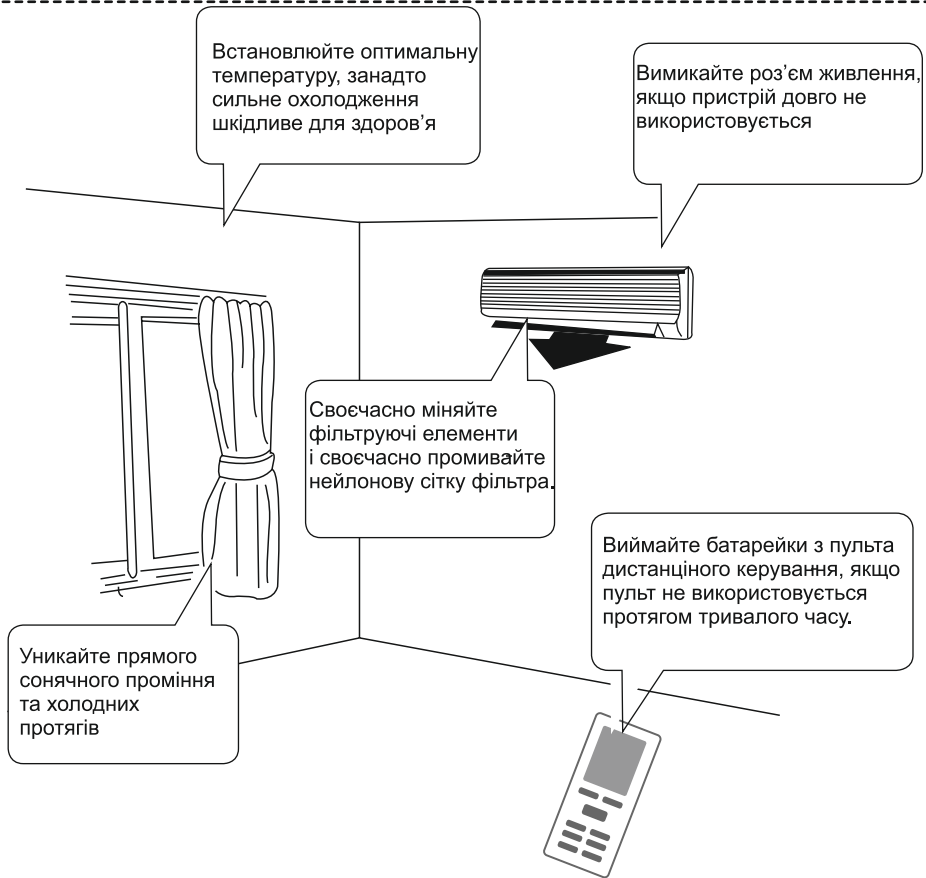 Встановлюйте оптимальну
температуру, занадто
сильне охолодження
шкідливе для здоров’я
Вимикайте роз’єм живлення,
якщо пристрій довго не
використовується
Своєчасно міняйте
фільтруючі елементи
і своєчасно промивайте
нейлонову сітку фільтра.
Виймайте батарейки з пульта
дистанціного керування, якщо
пульт не використовується
протягом тривалого часу.
Уникайте прямого
сонячного проміння
та холодних
протягів